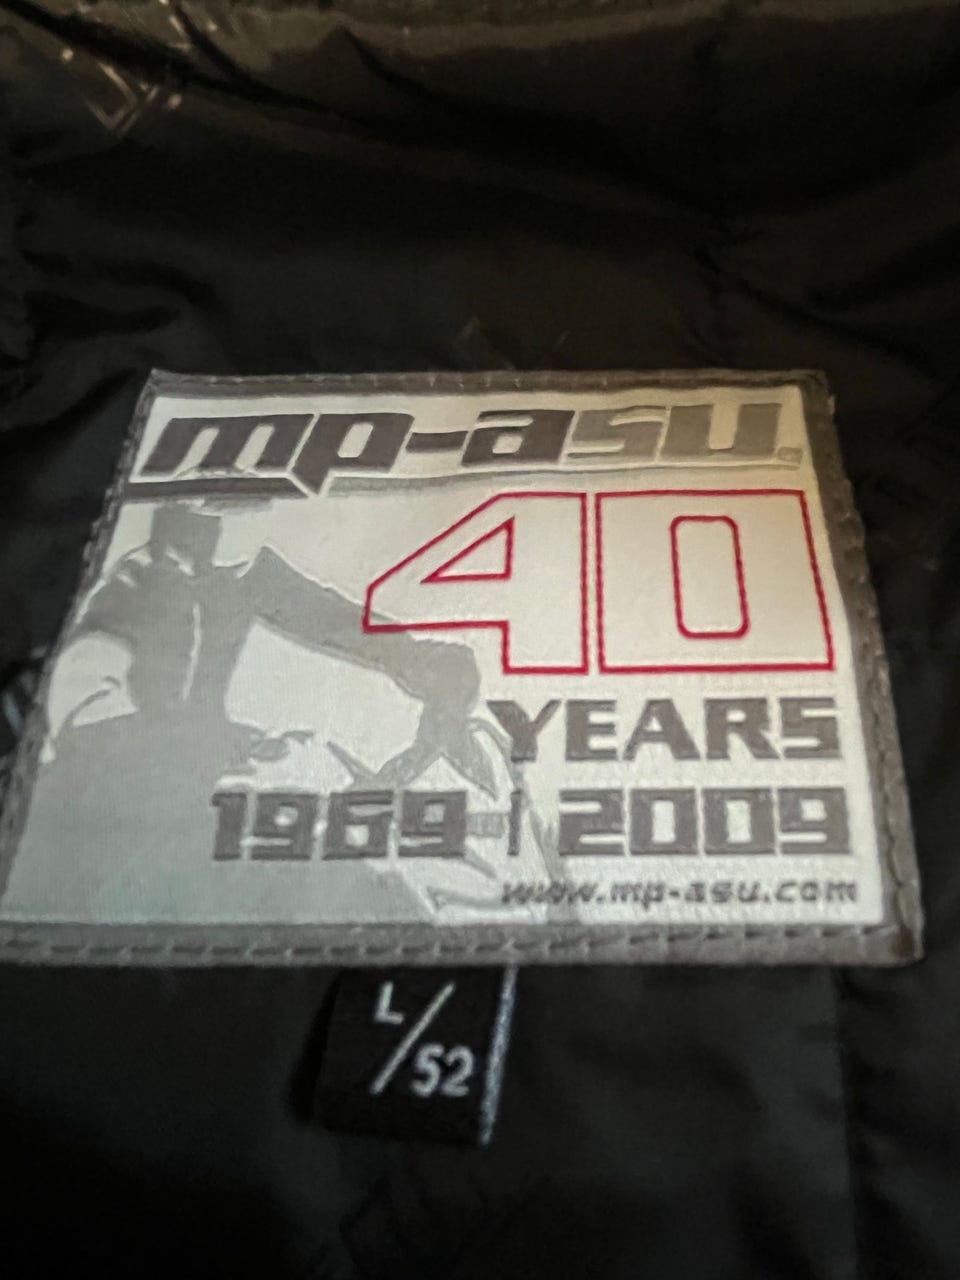 mp-asu.
40
YEARS
1969 | 2009
www.mp-asu.com
L/52